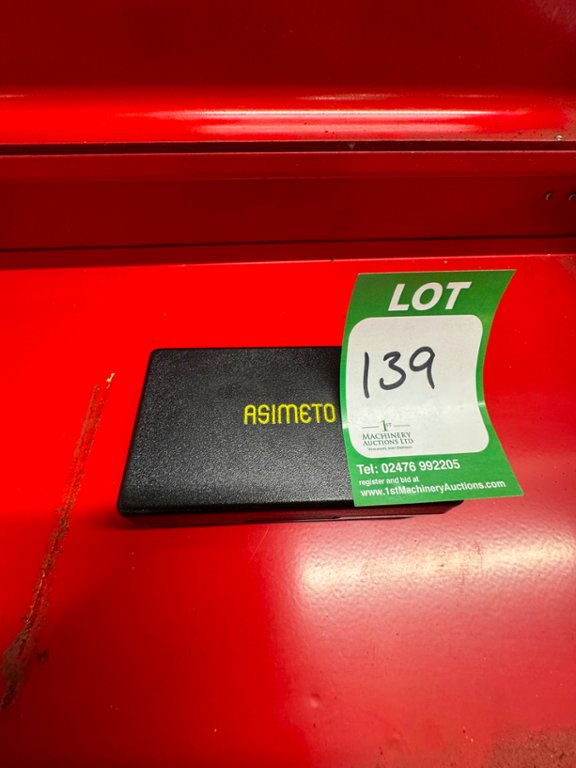 LOT
139
1ST
MACHINERY
AUCTIONS LTD
Tel: 02476 992205
register and bid at
www.1stMachineryAuctions.com
ASIMETO